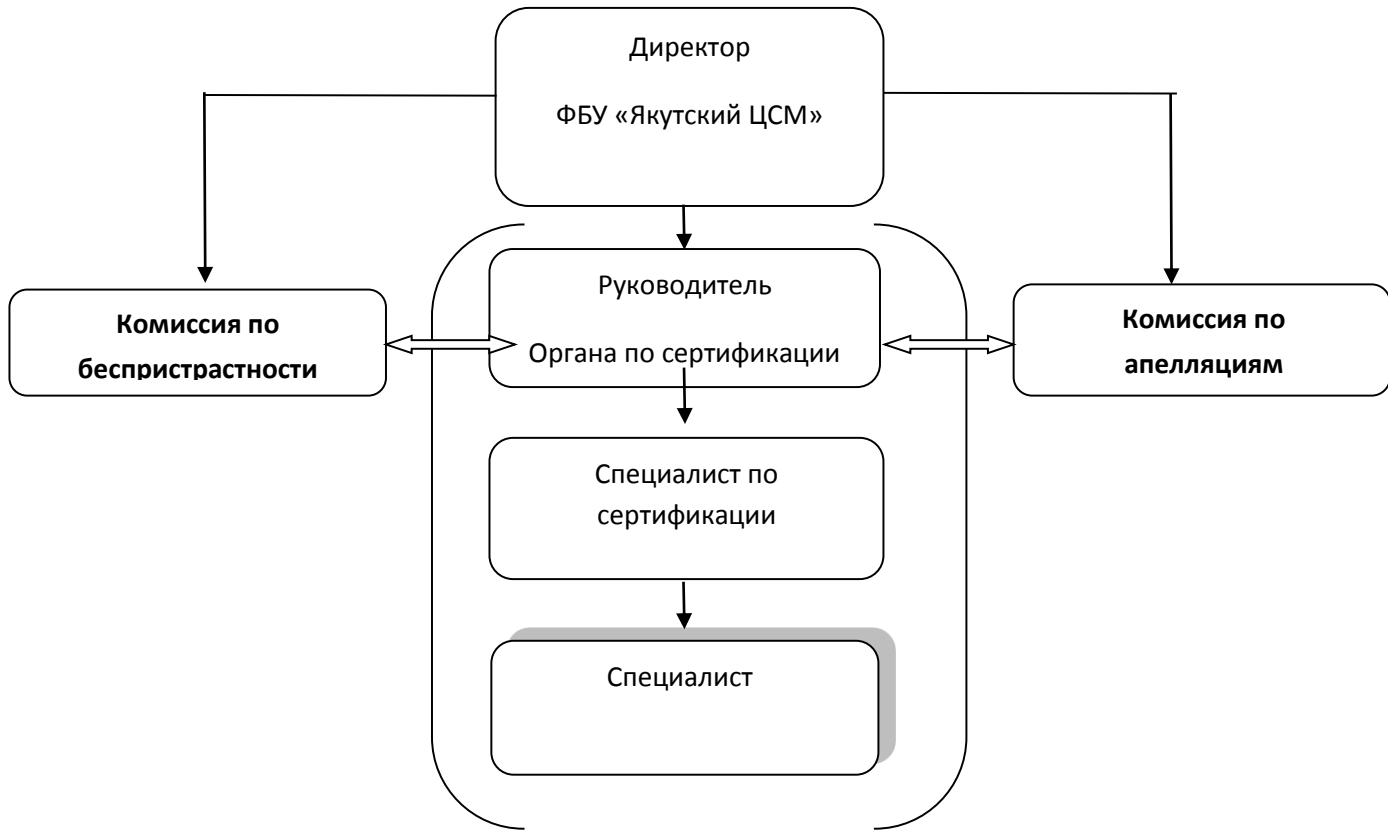 Директор
ФБУ «Якутский ЦСМ»
Руководитель
Органа по сертификации
Комиссия по
беспристрастности
Комиссия по
апелляциям
Специалист по
сертификации
Специалист